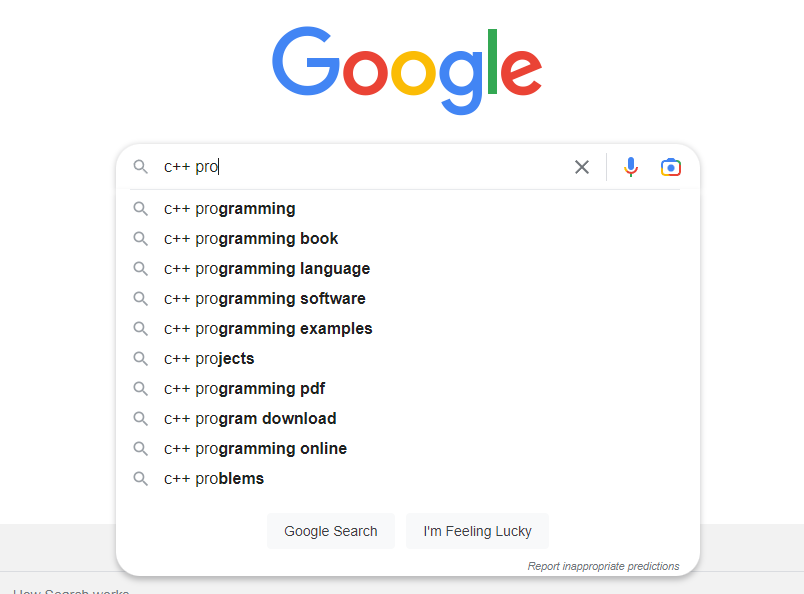 Google
c++ pro
c++ programming
c++ programming book
c++ programming language
c++ programming software
c++ programming examples
c++ projects
c++ programming pdf
c++ program download
c++ programming online
c++ problems
Google Search
I'm Feeling Lucky
Report inappropriate predictions
How Search works